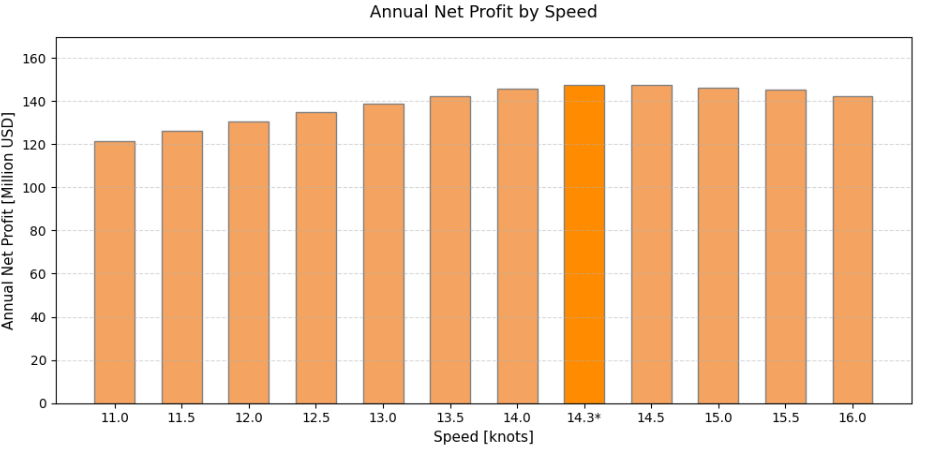 Annual Net Profit by Speed
Annual Net Profit [Million USD]
160
140
120
100
80
60
40
20
0
11.0 11.5 12.0 12.5 13.0 13.5 14.0 14.3* 14.5 15.0 15.5 16.0
Speed [knots]